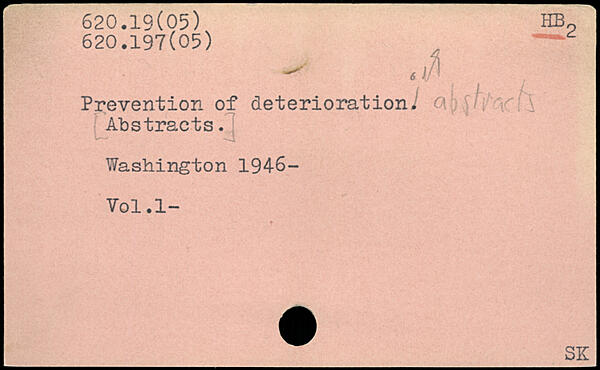 620.19(05)
HB2
620.197(05)
Prevention of deterioration. abstracts
[Abstracts.]
Washington 1946-
Vol.1-
SK